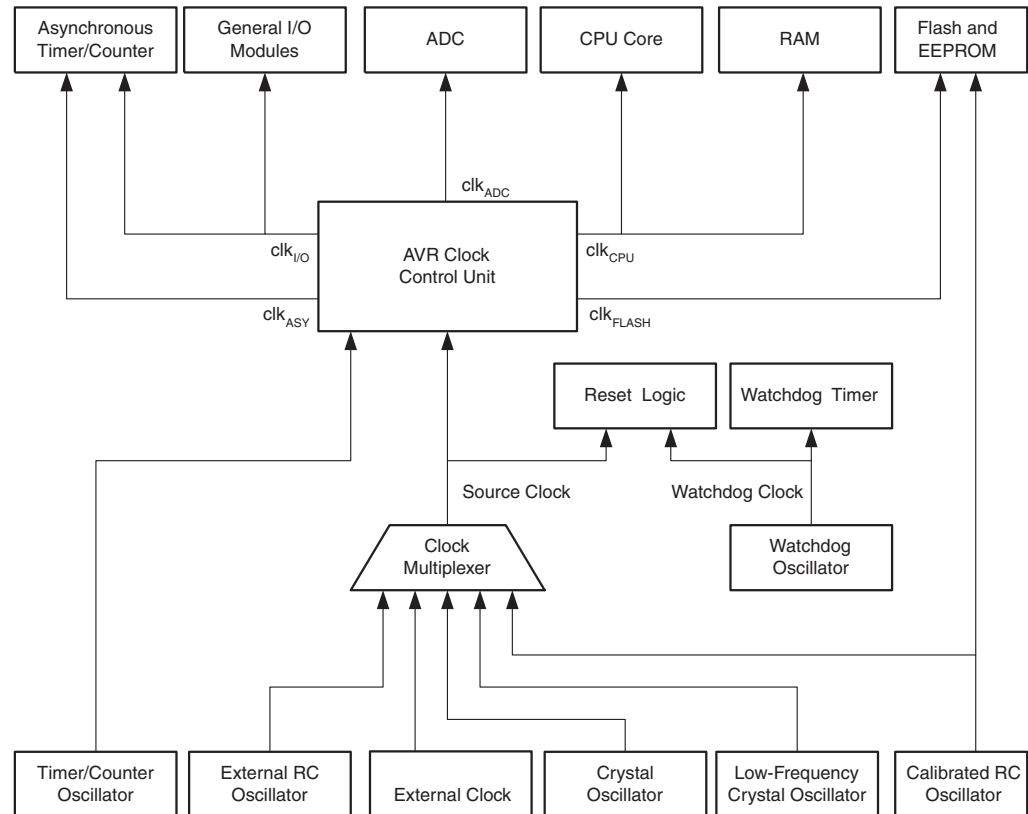 Asynchronous
Timer/Counter
General I/O
Modules
ADC
CPU Core
RAM
Flash and
EEPROM
clkADC
clkI/O
AVR Clock
Control Unit
clkCPU
clkASY
clkFLASH
Reset Logic
Watchdog Timer
Source Clock
Watchdog Clock
Clock
Multiplexer
Watchdog
Oscillator
Timer/Counter
Oscillator
External RC
Oscillator
External Clock
Crystal
Oscillator
Low-Frequency
Crystal Oscillator
Calibrated RC
Oscillator